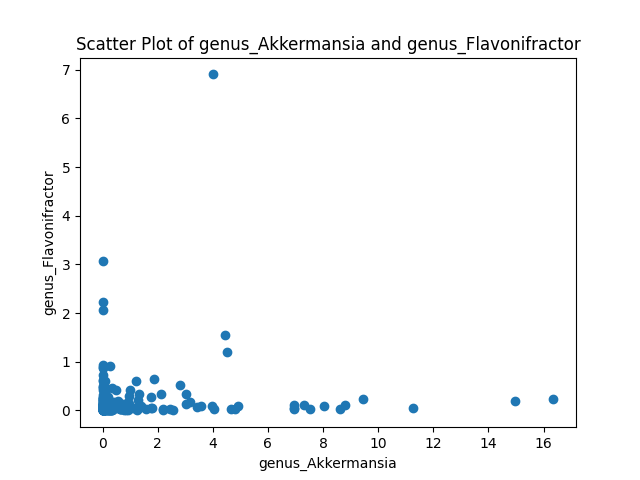 Scatter Plot of genus_Akkermansia and genus_Flavonifractor
7
6
5
4
3
2
1
0
genus_Flavonifractor
0 2 4 6 8 10 12 14 16
genus_Akkermansia